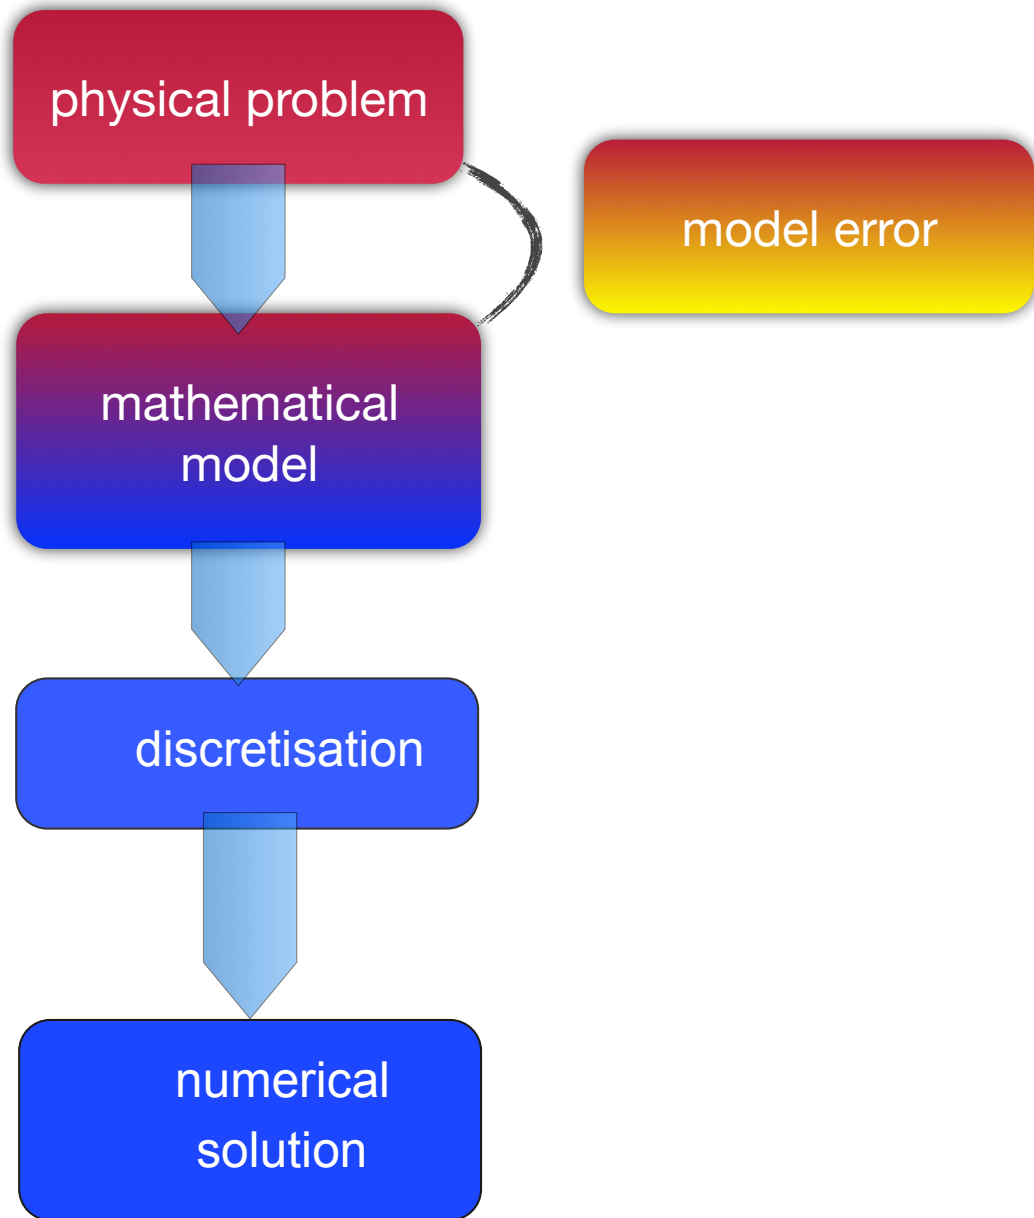 physical problem
model error
mathematical
model
discretisation
numerical
solution